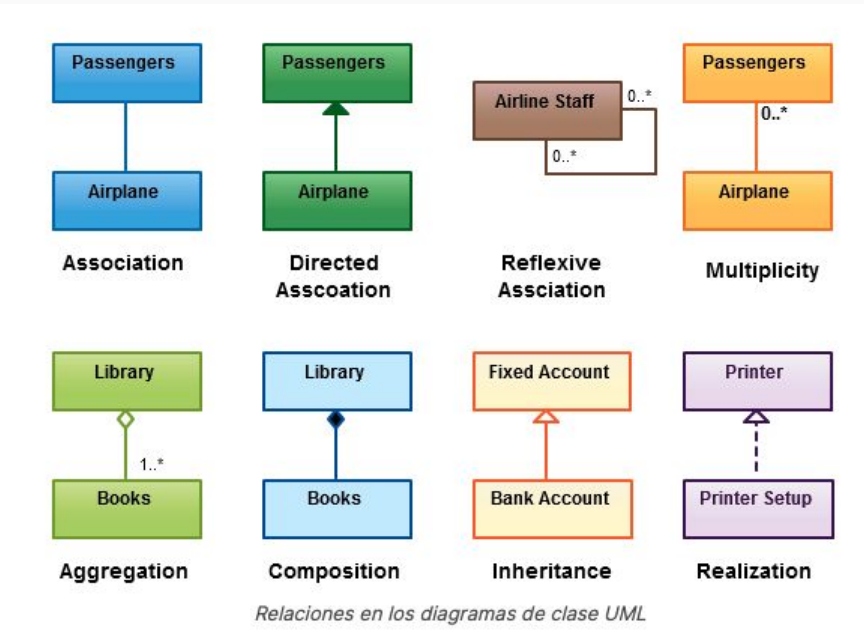 Passengers
Airplane
Association
Passengers
Airplane
Directed
Asscoation
Airline Staff
0..*
0..*
Reflexive
Assciation
Passengers
0..*
Airplane
Multiplicity
Library
1..*
Books
Aggregation
Library
Books
Composition
Fixed Account
Bank Account
Inheritance
Printer
Printer Setup
Realization
Relaciones en los diagramas de clase UML